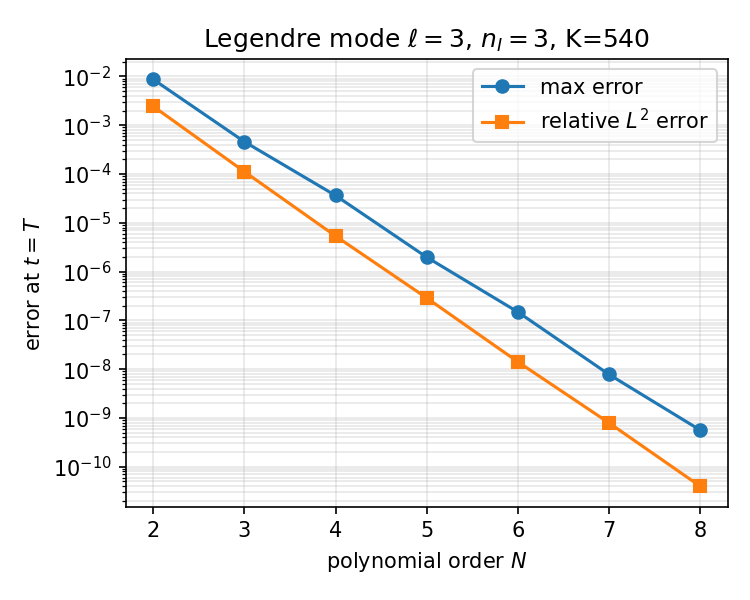 Legendre mode ℓ = 3, n_I = 3, K=540
max error
relative L² error
error at t = T
10⁻²
10⁻³
10⁻⁴
10⁻⁵
10⁻⁶
10⁻⁷
10⁻⁸
10⁻⁹
10⁻¹⁰
2 3 4 5 6 7 8
polynomial order N